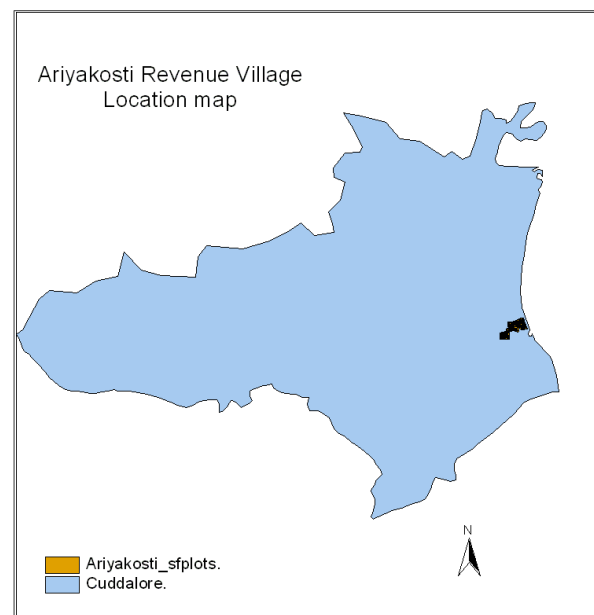 Ariyakosti Revenue Village
Location map
N
Ariyakosti_sfplots.
Cuddalore.